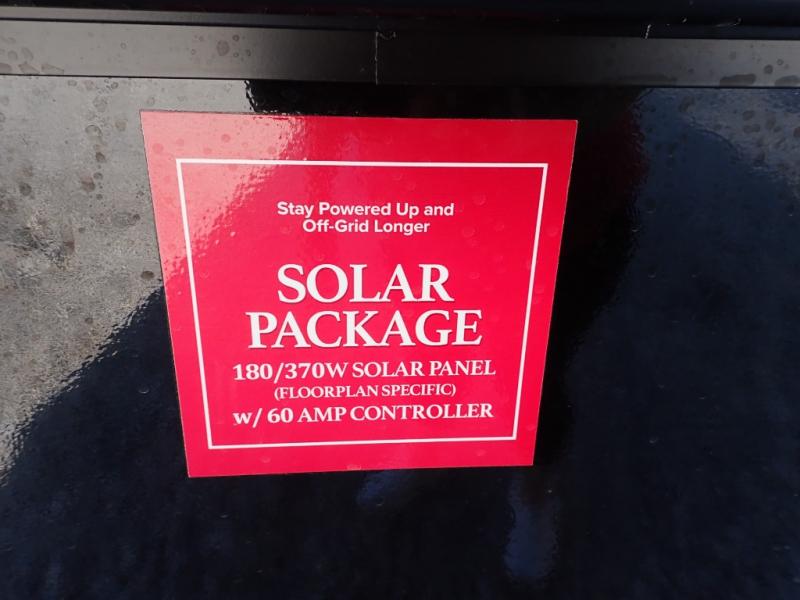 Stay Powered Up and
Off-Grid Longer
SOLAR
PACKAGE
180/370W SOLAR PANEL
(FLOORPLAN SPECIFIC)
w/ 60 AMP CONTROLLER